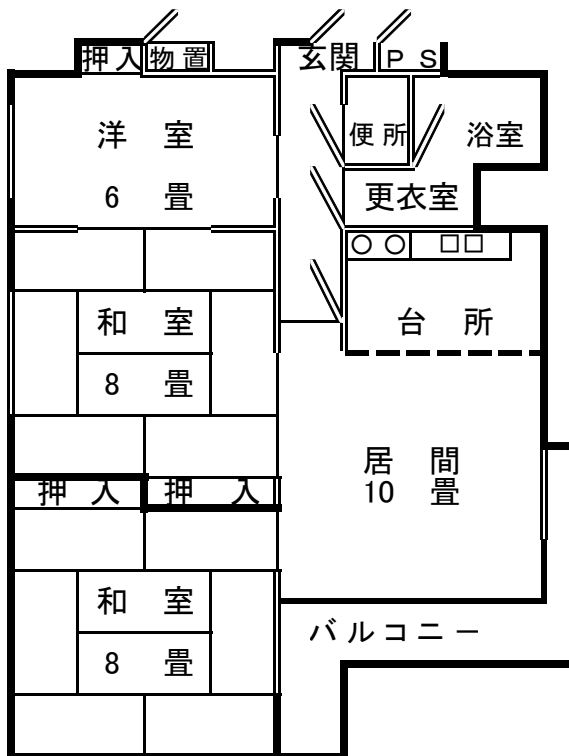 押入 物置 玄関 PS
洋室 便所 浴室
6畳 更衣室
和室 台所
8畳
居間
押入 押入 10畳
和室
バルコニー
8畳